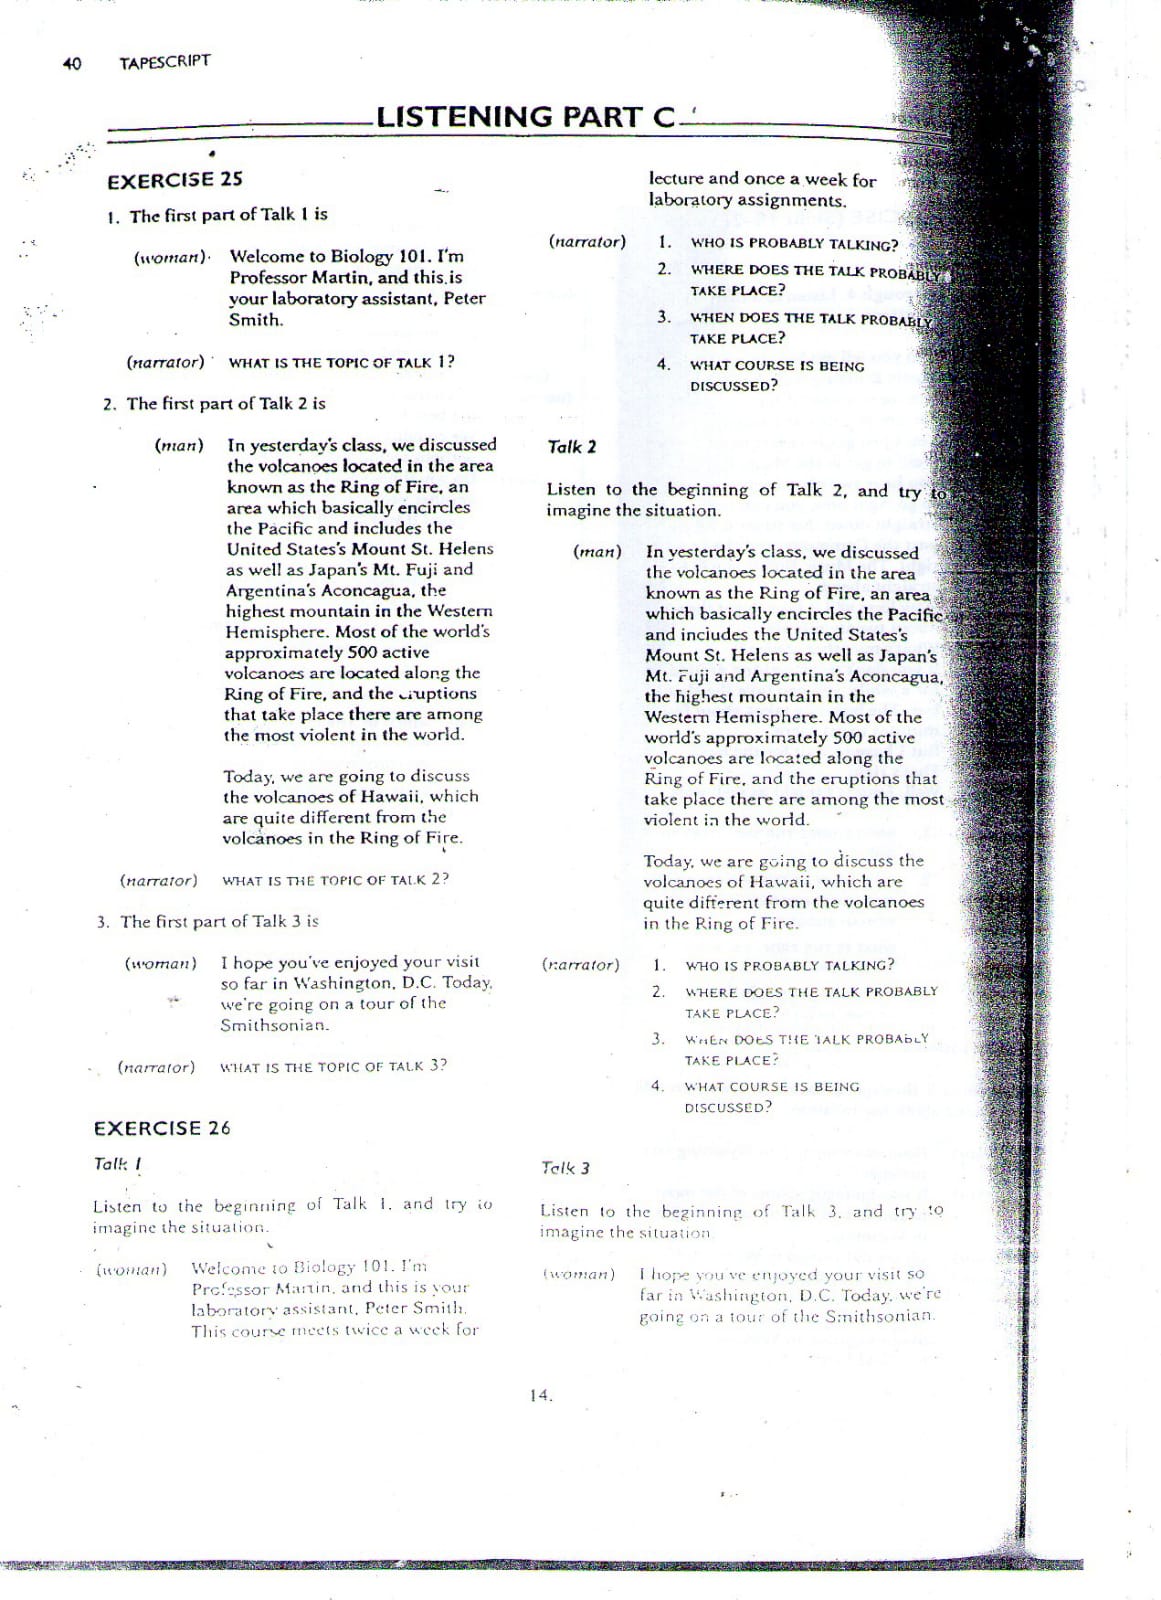 40 TAPESCRIPT
LISTENING PART C
EXERCISE 25
1. The first part of Talk 1 is
(woman) Welcome to Biology 101. I'm
Professor Martin, and this is
your laboratory assistant, Peter
Smith.
(narrator) WHAT IS THE TOPIC OF TALK 1?
2. The first part of Talk 2 is
(man) In yesterday's class, we discussed
the volcanoes located in the area
known as the Ring of Fire, an
area which basically encircles
the Pacific and includes the
United States's Mount St. Helens
as well as Japan's Mt. Fuji and
Argentina's Aconcagua, the
highest mountain in the Western
Hemisphere. Most of the world's
approximately 500 active
volcanoes are located along the
Ring of Fire, and the eruptions
that take place there are among
the most violent in the world.
Today, we are going to discuss
the volcanoes of Hawaii, which
are quite different from the
volcanoes in the Ring of Fire.
(narrator) WHAT IS THE TOPIC OF TALK 2?
3. The first part of Talk 3 is
(woman) I hope you've enjoyed your visit
so far in Washington, D.C. Today,
we're going on a tour of the
Smithsonian.
(narrator) WHAT IS THE TOPIC OF TALK 3?
EXERCISE 26
Talk 1
Listen to the beginning of Talk 1, and try to
imagine the situation.
(woman) Welcome to Biology 101. I'm
Professor Martin, and this is your
laboratory assistant, Peter Smith.
This course meets twice a week for
lecture and once a week for
laboratory assignments.
(narrator) 1. WHO IS PROBABLY TALKING?
2. WHERE DOES THE TALK PROBABLY
TAKE PLACE?
3. WHEN DOES THE TALK PROBABLY
TAKE PLACE?
4. WHAT COURSE IS BEING
DISCUSSED?
Talk 2
Listen to the beginning of Talk 2, and try to
imagine the situation.
(man) In yesterday's class, we discussed
the volcanoes located in the area
known as the Ring of Fire, an area
which basically encircles the Pacific
and includes the United States's
Mount St. Helens as well as Japan's
Mt. Fuji and Argentina's Aconcagua,
the highest mountain in the
Western Hemisphere. Most of the
world's approximately 500 active
volcanoes are located along the
Ring of Fire, and the eruptions that
take place there are among the most
violent in the world.
Today, we are going to discuss the
volcanoes of Hawaii, which are
quite different from the volcanoes
in the Ring of Fire.
(narrator) 1. WHO IS PROBABLY TALKING?
2. WHERE DOES THE TALK PROBABLY
TAKE PLACE?
3. WHEN DOES THE TALK PROBABLY
TAKE PLACE?
4. WHAT COURSE IS BEING
DISCUSSED?
Talk 3
Listen to the beginning of Talk 3, and try to
imagine the situation.
(woman) I hope you've enjoyed your visit so
far in Washington, D.C. Today, we're
going on a tour of the Smithsonian.
14.